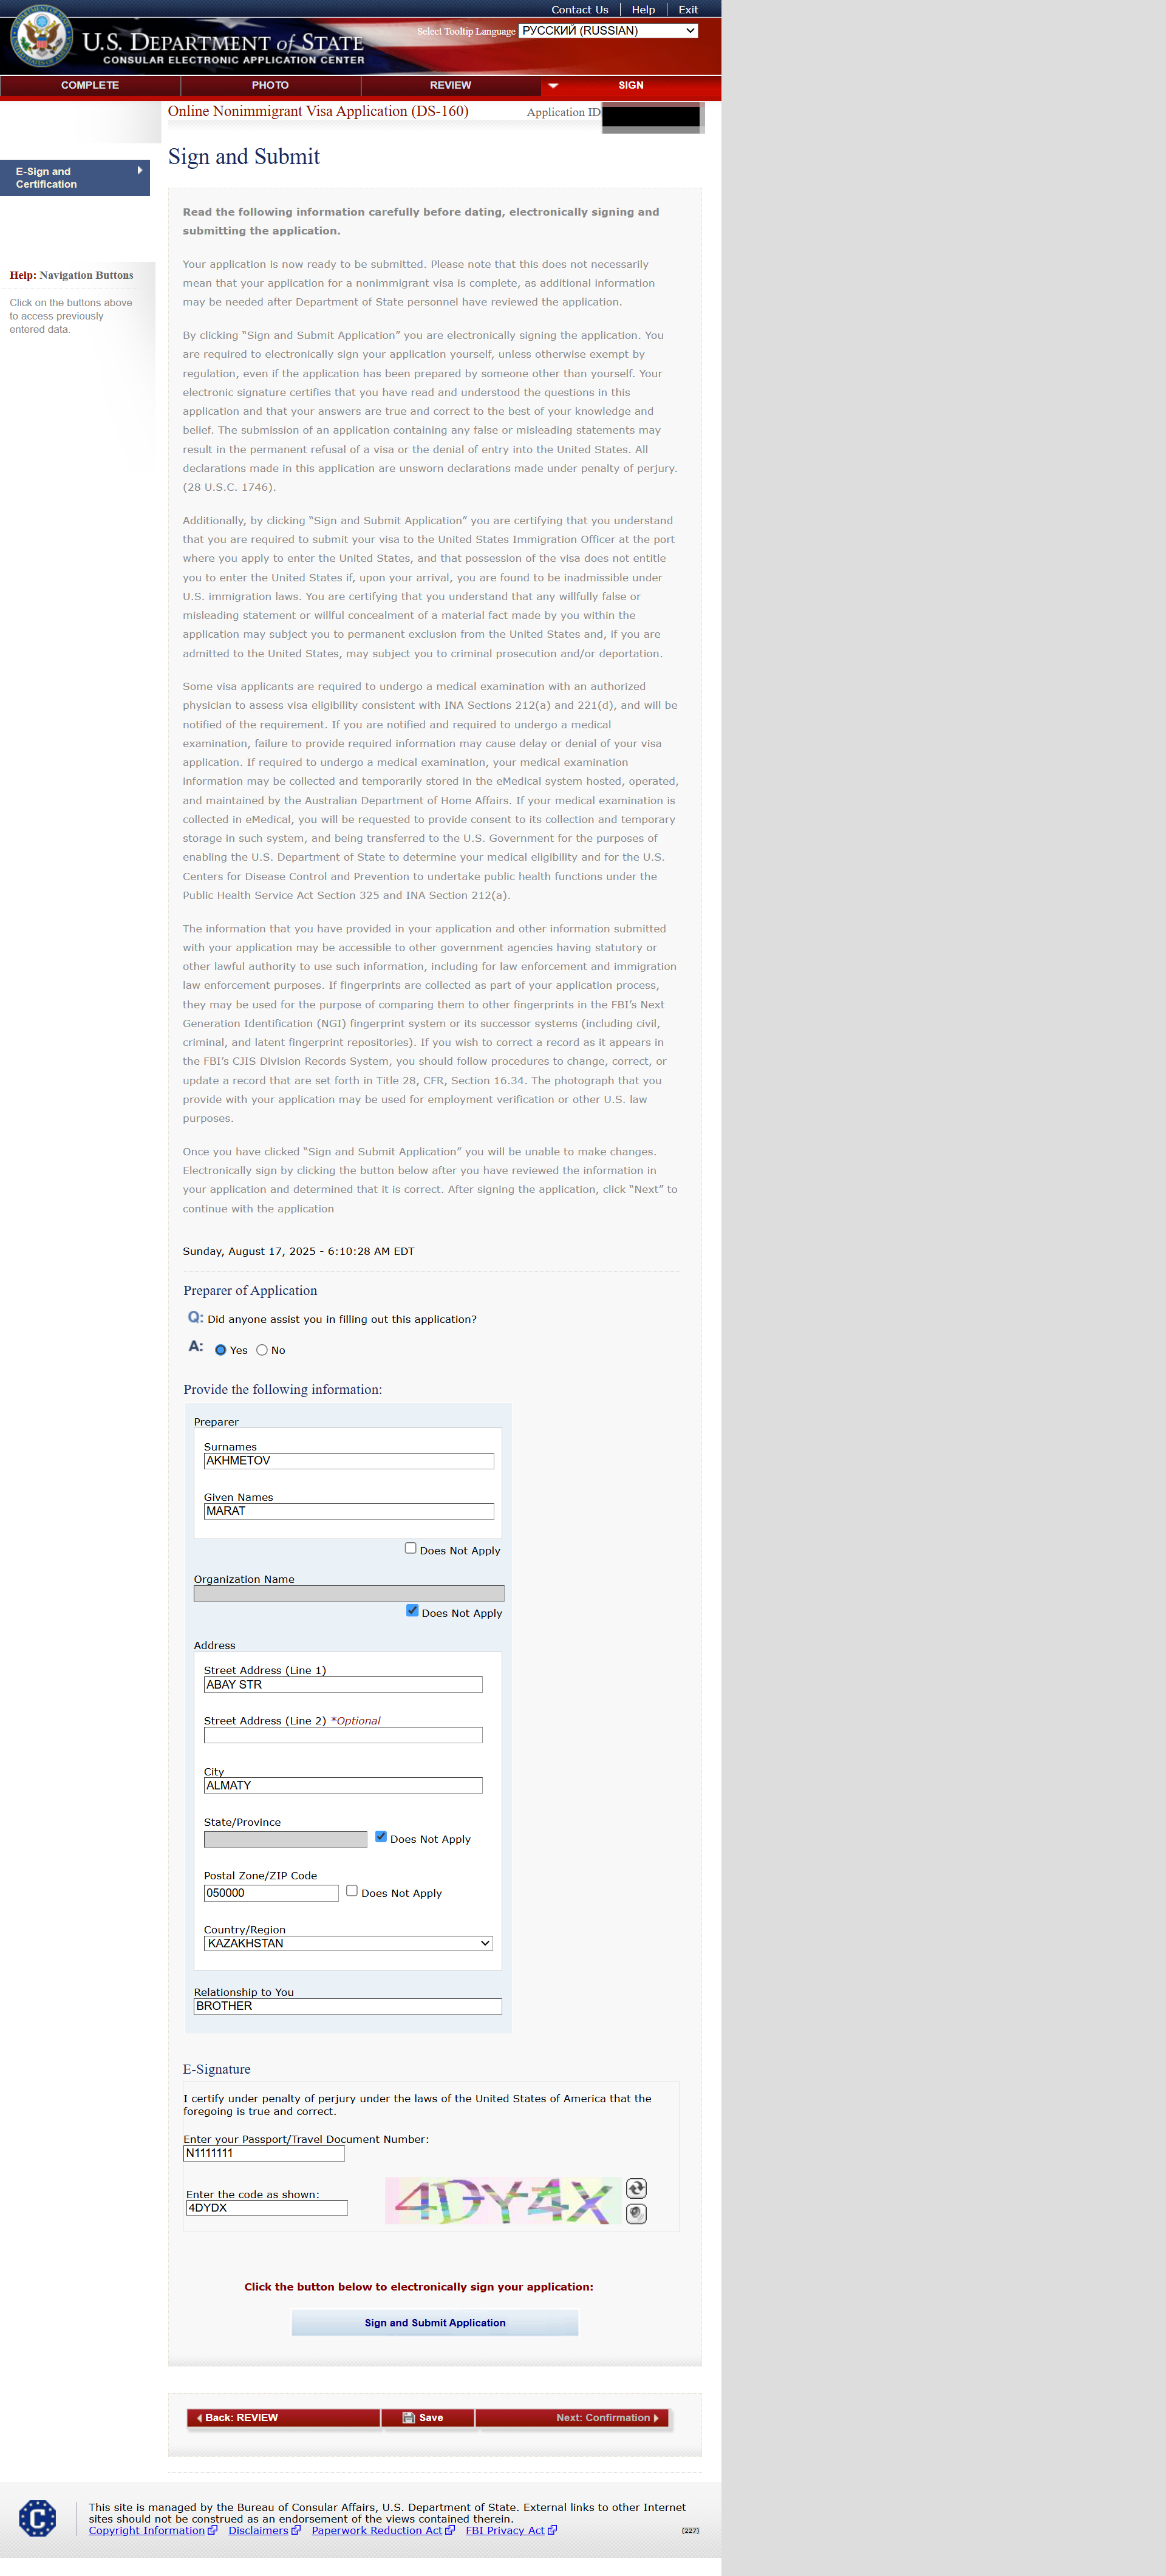 Contact Us | Help | Exit
U.S. DEPARTMENT of STATE
CONSULAR ELECTRONIC APPLICATION CENTER
Select Tooltip Language РУССКИЙ (RUSSIAN)
COMPLETE PHOTO REVIEW SIGN
Online Nonimmigrant Visa Application (DS-160) Application ID
Sign and Submit
E-Sign and
Certification
Help: Navigation Buttons
Click on the buttons above
to access previously
entered data.
Read the following information carefully before dating, electronically signing and
submitting the application.
Your application is now ready to be submitted. Please note that this does not necessarily
mean that your application for a nonimmigrant visa is complete, as additional information
may be needed after Department of State personnel have reviewed the application.
By clicking “Sign and Submit Application” you are electronically signing the application. You
are required to electronically sign your application yourself, unless otherwise exempt by
regulation, even if the application has been prepared by someone other than yourself. Your
electronic signature certifies that you have read and understood the questions in this
application and that your answers are true and correct to the best of your knowledge and
belief. The submission of an application containing any false or misleading statements may
result in the permanent refusal of a visa or the denial of entry into the United States. All
declarations made in this application are unsworn declarations made under penalty of perjury.
(28 U.S.C. 1746).
Additionally, by clicking “Sign and Submit Application” you are certifying that you understand
that you are required to submit your visa to the United States Immigration Officer at the port
where you apply to enter the United States, and that possession of the visa does not entitle
you to enter the United States if, upon your arrival, you are found to be inadmissible under
U.S. immigration laws. You are certifying that you understand that any willfully false or
misleading statement or willful concealment of a material fact made by you within the
application may subject you to permanent exclusion from the United States and, if you are
admitted to the United States, may subject you to criminal prosecution and/or deportation.
Some visa applicants are required to undergo a medical examination with an authorized
physician to assess visa eligibility consistent with INA Sections 212(a) and 221(d), and will be
notified of the requirement. If you are notified and required to undergo a medical
examination, failure to provide required information may cause delay or denial of your visa
application. If required to undergo a medical examination, your medical examination
information may be collected and temporarily stored in the eMedical system hosted, operated,
and maintained by the Australian Department of Home Affairs. If your medical examination is
collected in eMedical, you will be requested to provide consent to its collection and temporary
storage in such system, and being transferred to the U.S. Government for the purposes of
enabling the U.S. Department of State to determine your medical eligibility and for the U.S.
Centers for Disease Control and Prevention to undertake public health functions under the
Public Health Service Act Section 325 and INA Section 212(a).
The information that you have provided in your application and other information submitted
with your application may be accessible to other government agencies having statutory or
other lawful authority to use such information, including for law enforcement and immigration
law enforcement purposes. If fingerprints are collected as part of your application process,
they may be used for the purpose of comparing them to other fingerprints in the FBI’s Next
Generation Identification (NGI) fingerprint system or its successor systems (including civil,
criminal, and latent fingerprint repositories). If you wish to correct a record as it appears in
the FBI’s CJIS Division Records System, you should follow procedures to change, correct, or
update a record that are set forth in Title 28, CFR, Section 16.34. The photograph that you
provide with your application may be used for employment verification or other U.S. law
purposes.
Once you have clicked “Sign and Submit Application” you will be unable to make changes.
Electronically sign by clicking the button below after you have reviewed the information in
your application and determined that it is correct. After signing the application, click “Next” to
continue with the application
Sunday, August 17, 2025 - 6:10:28 AM EDT
Preparer of Application
Q: Did anyone assist you in filling out this application?
A: Yes No
Provide the following information:
Preparer
Surnames
AKHMETOV
Given Names
MARAT
Does Not Apply
Organization Name
Does Not Apply
Address
Street Address (Line 1)
ABAY STR
Street Address (Line 2) *Optional
City
ALMATY
State/Province
Does Not Apply
Postal Zone/ZIP Code
050000 Does Not Apply
Country/Region
KAZAKHSTAN
Relationship to You
BROTHER
E-Signature
I certify under penalty of perjury under the laws of the United States of America that the
foregoing is true and correct.
Enter your Passport/Travel Document Number:
N1111111
Enter the code as shown:
4DYDX
4DY4X
Click the button below to electronically sign your application:
Sign and Submit Application
Back: REVIEW Save Next: Confirmation
This site is managed by the Bureau of Consular Affairs, U.S. Department of State. External links to other Internet
sites should not be construed as an endorsement of the views contained therein.
Copyright Information Disclaimers Paperwork Reduction Act FBI Privacy Act (227)